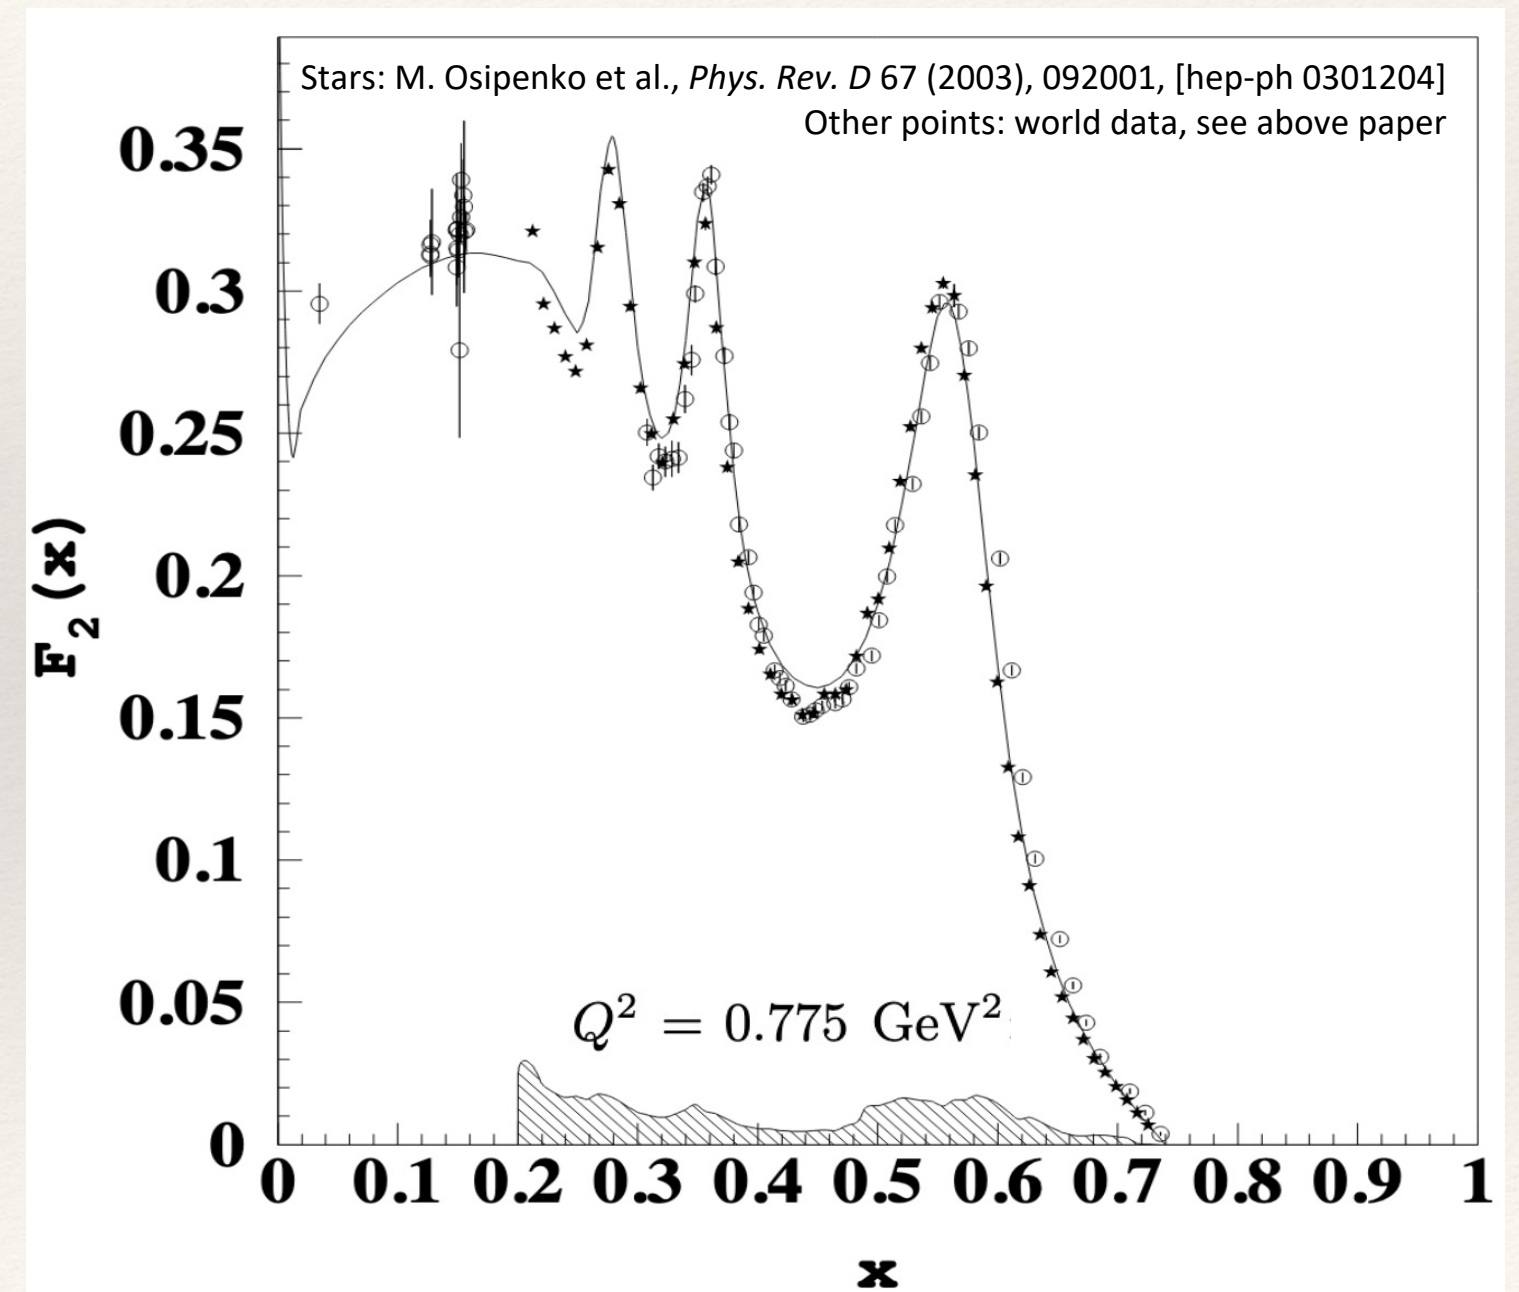 Stars: M. Osipenko et al., Phys. Rev. D 67 (2003), 092001, [hep-ph 0301204]
Other points: world data, see above paper
0.35
0.3
0.25
0.2
0.15
0.1
0.05
0
F₂(x)
Q² = 0.775 GeV²
0 0.1 0.2 0.3 0.4 0.5 0.6 0.7 0.8 0.9 1
x